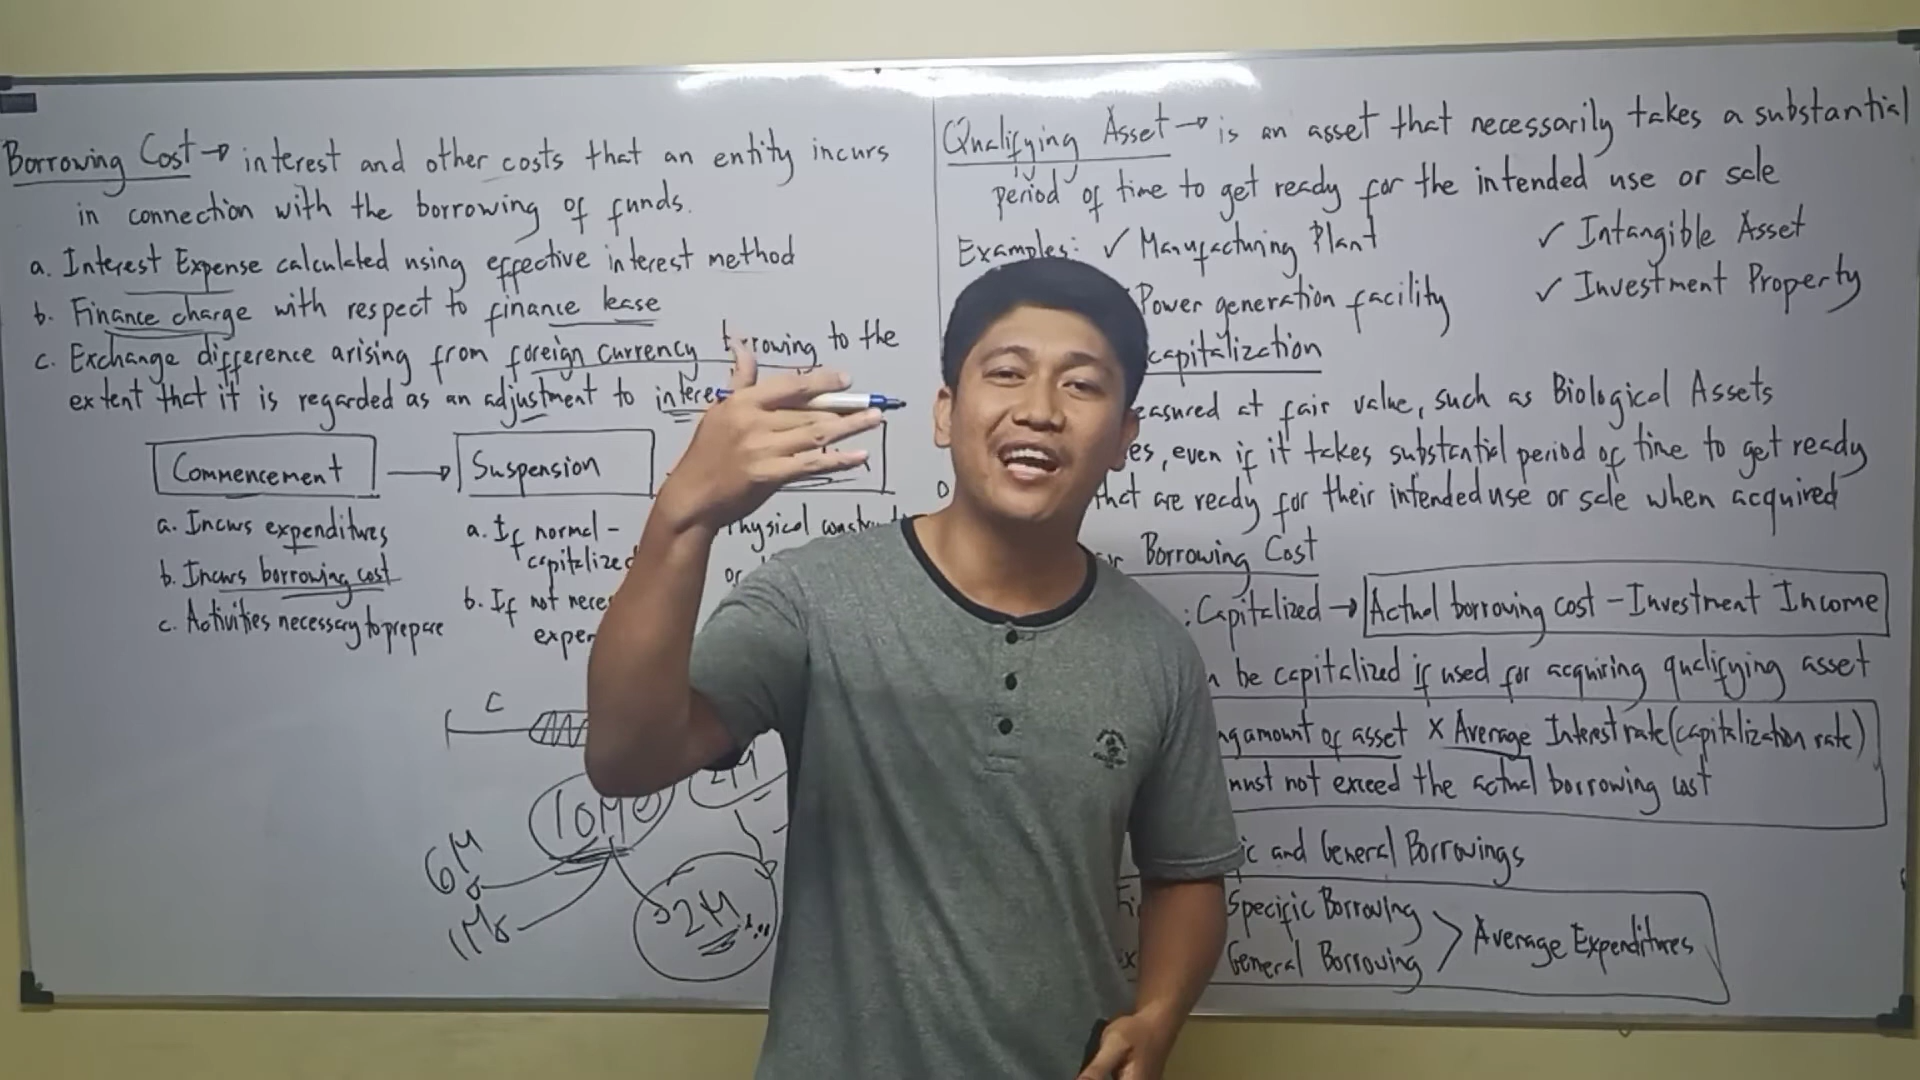 Borrowing Cost → interest and other costs that an entity incurs
in connection with the borrowing of funds.
a. Interest Expense calculated using effective interest method
b. Finance charge with respect to finance lease
c. Exchange difference arising from foreign currency borrowing to the
extent that it is regarded as an adjustment to
Commencement → Suspension
a. Incurs expenditures
b. Incurs borrowing cost
c. Activities necessary to prepare
a. If normal -
capitalized
b. If not
Physical
or
C
10M
6M
1M
2M
Qualifying Asset → is an asset that necessarily takes a substantial
period of time to get ready for the intended use or sale
Examples: ✓ Manufacturing Plant
Power generation facility
✓ Intangible Asset
✓ Investment Property
capitalization
at fair value, such as Biological Assets
, even if it takes substantial period of time to get ready
that are ready for their intended use or sale when acquired
Borrowing Cost
: Capitalized → Actual borrowing cost - Investment Income
be capitalized if used for acquiring qualifying asset
amount of asset x Average Interest rate (capitalization rate)
must not exceed the actual borrowing cost
and General Borrowings
Specific Borrowing
General Borrowing > Average Expenditures